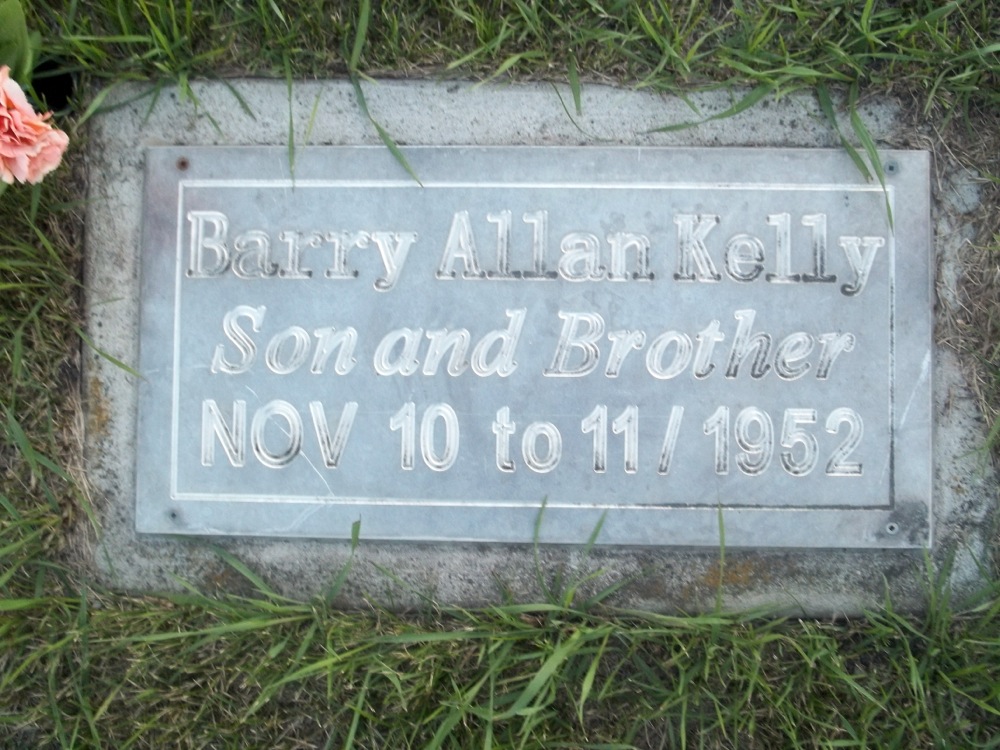 Barry Allan Kelly
Son and Brother
NOV 10 to 11 / 1952